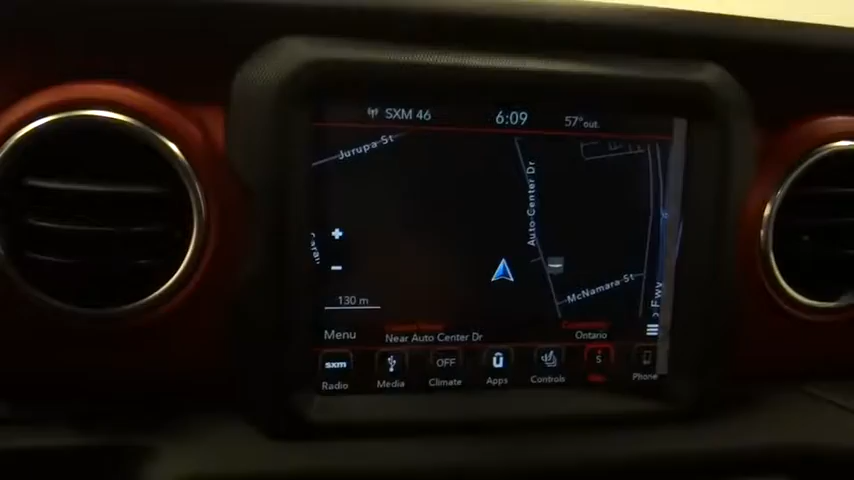 SXM 46
6:09
57° out.
Jurupa St
Auto Center Dr
McNamara St
Fwy
130 m
Menu
Near Auto Center Dr
Ontario
sxm
OFF
S
Radio
Media
Climate
Apps
Controls
Phone